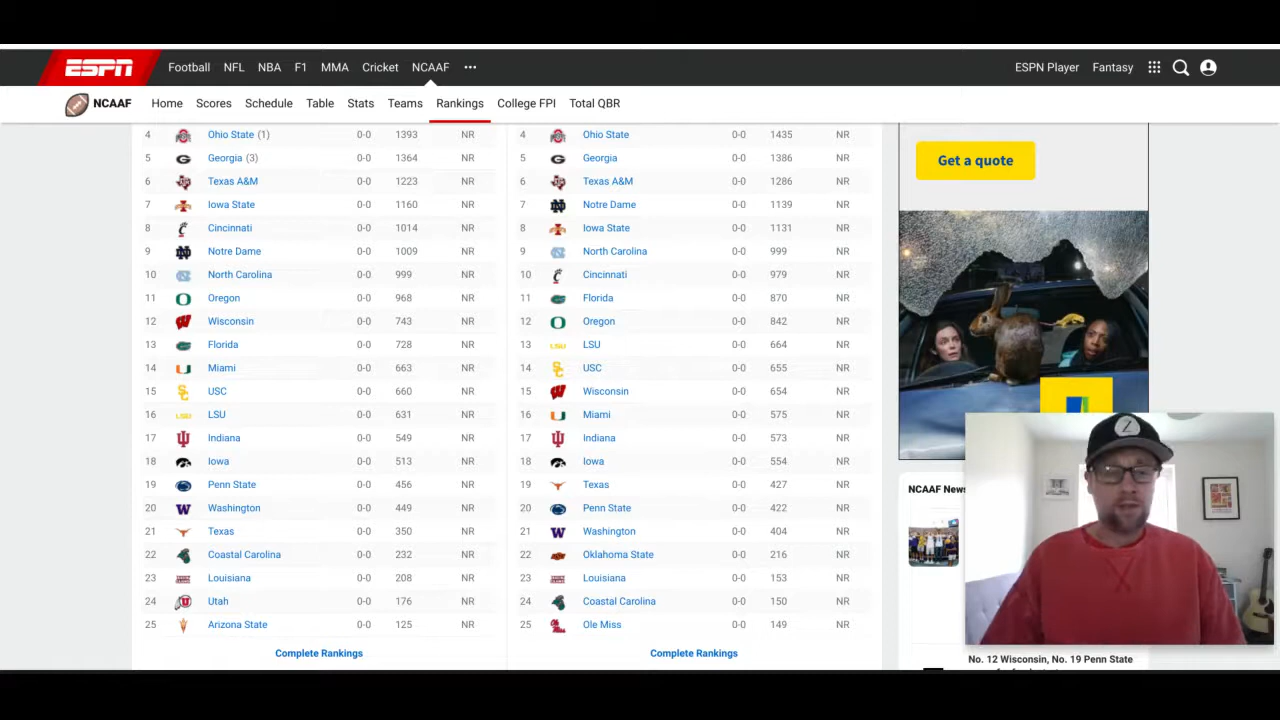 ESPN Football NFL NBA F1 MMA Cricket NCAAF ••• ESPN Player Fantasy
NCAAF Home Scores Schedule Table Stats Teams Rankings College FPI Total QBR
4 Ohio State (1) 0-0 1393 NR 4 Ohio State 0-0 1435 NR
5 Georgia (3) 0-0 1364 NR 5 Georgia 0-0 1386 NR
6 Texas A&M 0-0 1223 NR 6 Texas A&M 0-0 1286 NR
7 Iowa State 0-0 1160 NR 7 Notre Dame 0-0 1139 NR
8 Cincinnati 0-0 1014 NR 8 Iowa State 0-0 1131 NR
9 Notre Dame 0-0 1009 NR 9 North Carolina 0-0 999 NR
10 North Carolina 0-0 999 NR 10 Cincinnati 0-0 979 NR
11 Oregon 0-0 968 NR 11 Florida 0-0 870 NR
12 Wisconsin 0-0 743 NR 12 Oregon 0-0 842 NR
13 Florida 0-0 728 NR 13 LSU 0-0 664 NR
14 Miami 0-0 663 NR 14 USC 0-0 655 NR
15 USC 0-0 660 NR 15 Wisconsin 0-0 654 NR
16 LSU 0-0 631 NR 16 Miami 0-0 575 NR
17 Indiana 0-0 549 NR 17 Indiana 0-0 573 NR
18 Iowa 0-0 513 NR 18 Iowa 0-0 554 NR
19 Penn State 0-0 456 NR 19 Texas 0-0 427 NR
20 Washington 0-0 449 NR 20 Penn State 0-0 422 NR
21 Texas 0-0 350 NR 21 Washington 0-0 404 NR
22 Coastal Carolina 0-0 232 NR 22 Oklahoma State 0-0 216 NR
23 Louisiana 0-0 208 NR 23 Louisiana 0-0 153 NR
24 Utah 0-0 176 NR 24 Coastal Carolina 0-0 150 NR
25 Arizona State 0-0 125 NR 25 Ole Miss 0-0 149 NR
Complete Rankings Complete Rankings
Get a quote
NCAAF News
Z
No. 12 Wisconsin, No. 19 Penn State